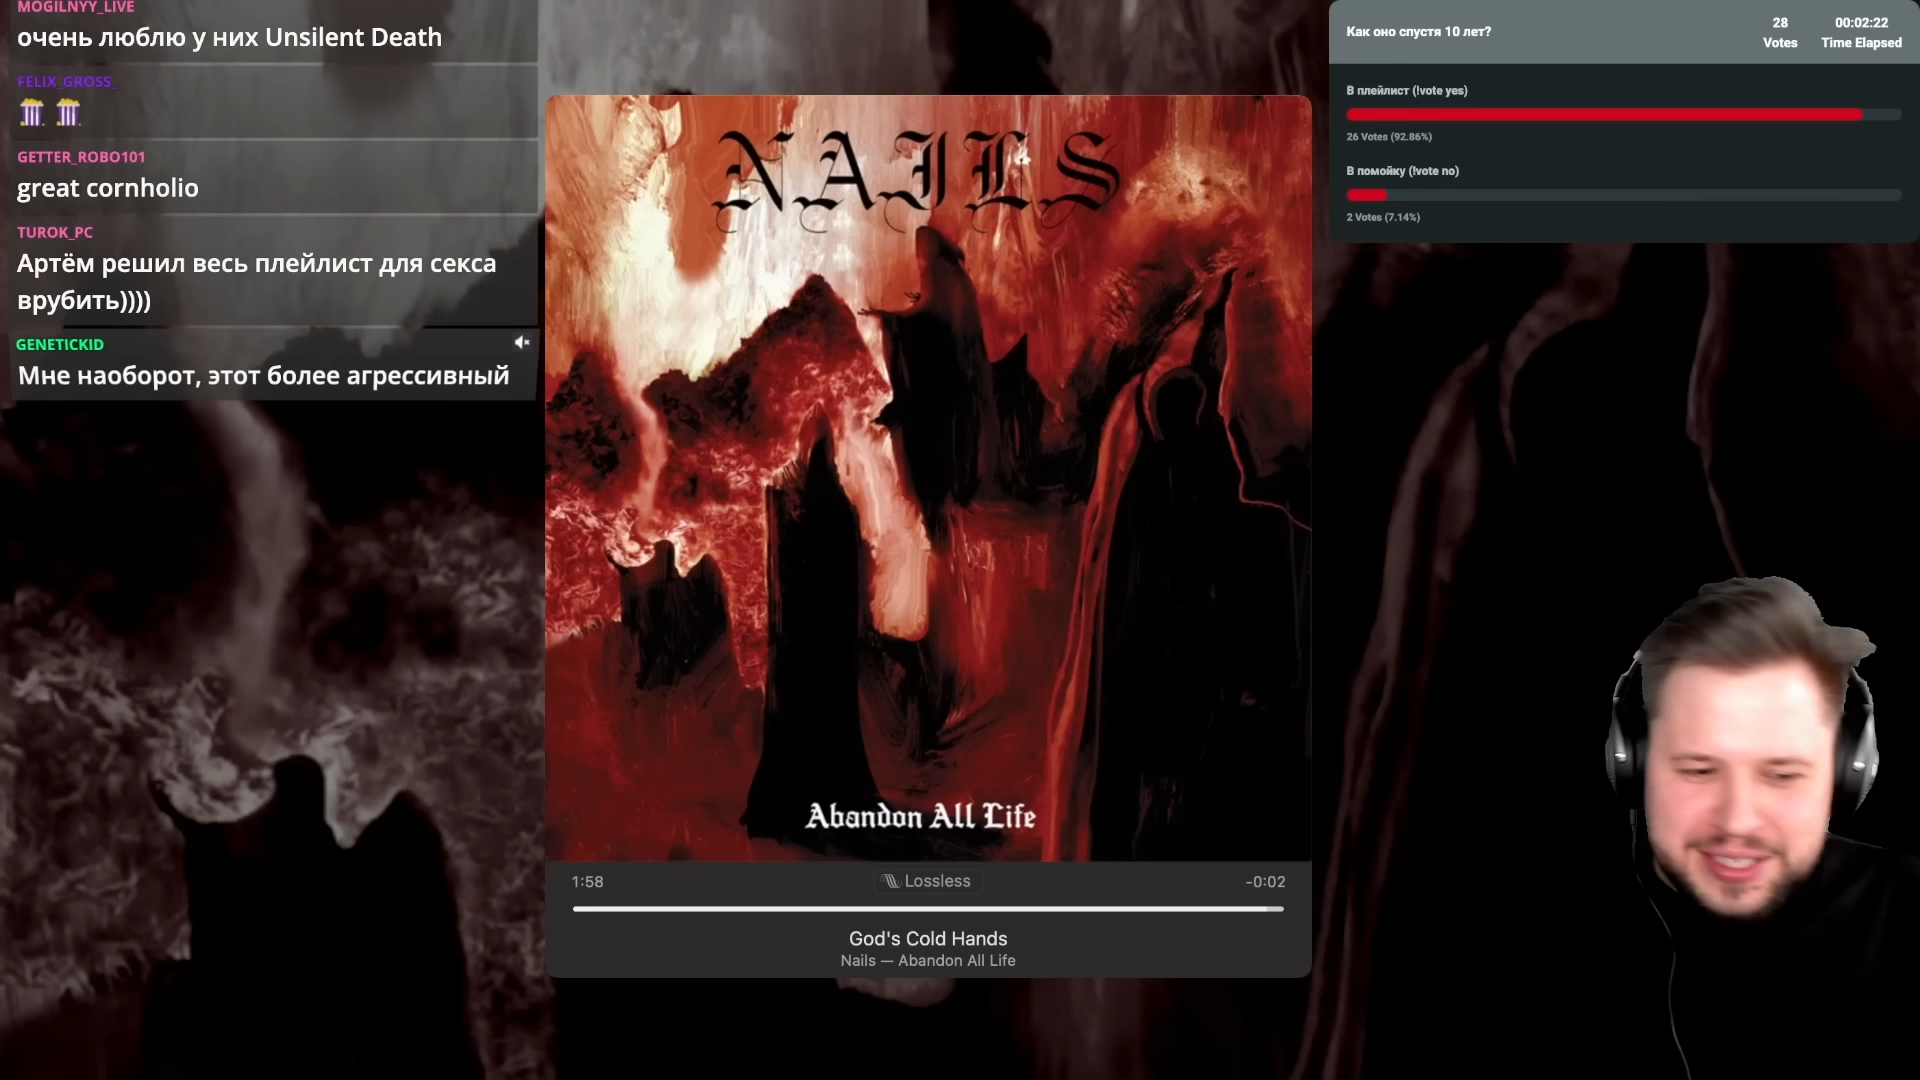 MOGILNYY_LIVE
очень люблю у них Unsilent Death
FELIX_GROSS_
GETTER_ROBO101
great cornholio
TUROK_PC
Артём решил весь плейлист для секса
врубить))))
GENETICKID
Мне наоборот, этот более агрессивный
NAILS
Abandon All Life
1:58
Lossless
-0:02
God's Cold Hands
Nails — Abandon All Life
Как оно спустя 10 лет?
28
Votes
00:02:22
Time Elapsed
В плейлист (!vote yes)
26 Votes (92.86%)
В помойку (!vote no)
2 Votes (7.14%)